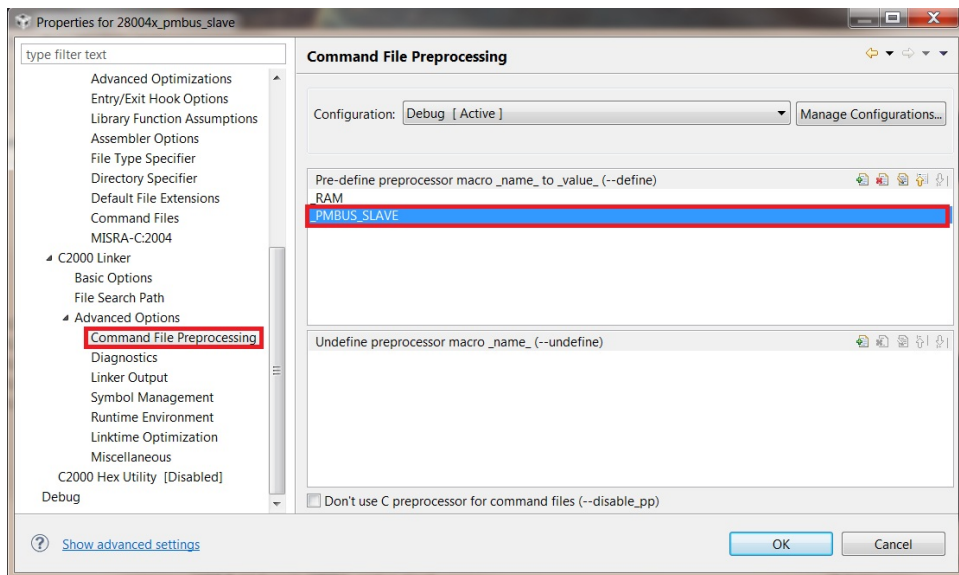 Properties for 28004x_pmbus_slave
type filter text
Advanced Optimizations
Entry/Exit Hook Options
Library Function Assumptions
Assembler Options
File Type Specifier
Directory Specifier
Default File Extensions
Command Files
MISRA-C:2004
C2000 Linker
Basic Options
File Search Path
Advanced Options
Command File Preprocessing
Diagnostics
Linker Output
Symbol Management
Runtime Environment
Linktime Optimization
Miscellaneous
C2000 Hex Utility [Disabled]
Debug
Command File Preprocessing
Configuration: Debug [ Active ]
Manage Configurations...
Pre-define preprocessor macro _name_ to _value_ (--define)
_RAM
_PMBUS_SLAVE
Undefine preprocessor macro _name_ (--undefine)
Don't use C preprocessor for command files (--disable_pp)
Show advanced settings
OK
Cancel